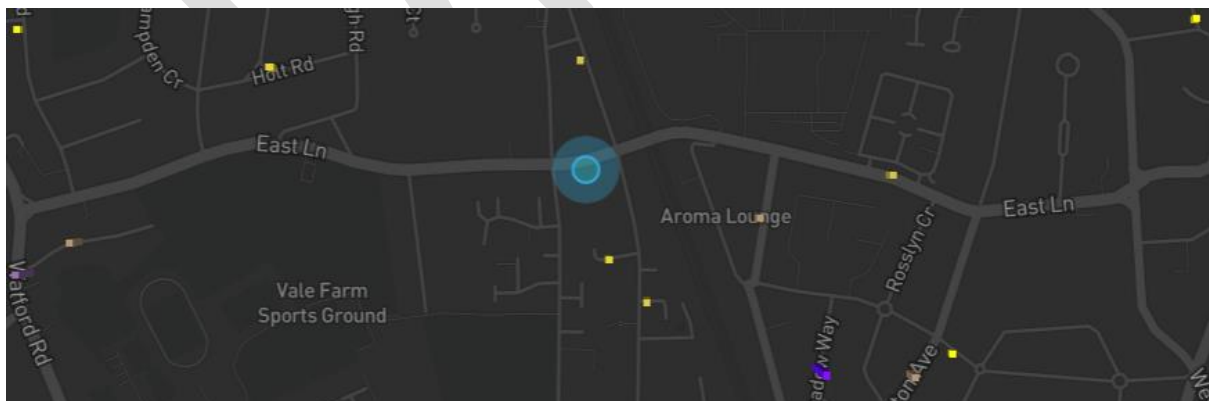 Holt Rd
East Ln
Aroma Lounge
East Ln
Rosslyn Cr
Vale Farm
Sports Ground
Watford Rd